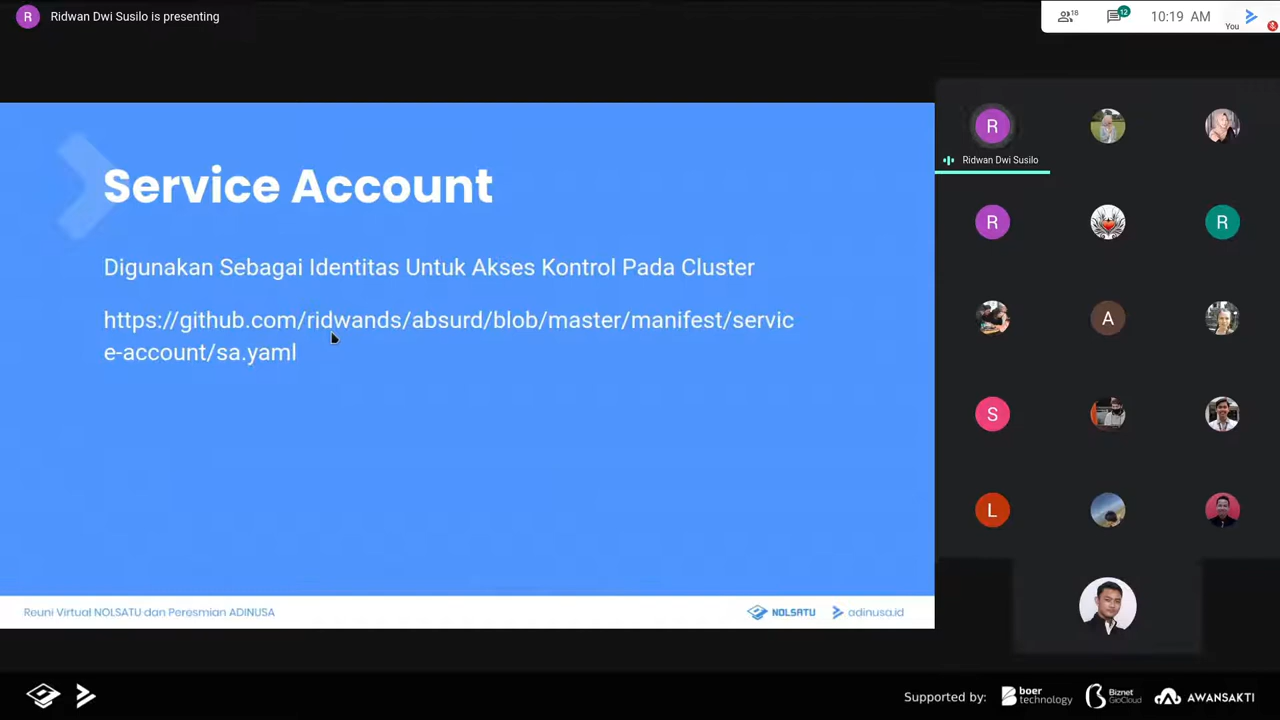 R
Ridwan Dwi Susilo is presenting
16
12
10:19 AM
You
Service Account
Digunakan Sebagai Identitas Untuk Akses Kontrol Pada Cluster
https://github.com/ridwands/absurd/blob/master/manifest/servic
e-account/sa.yaml
R
Ridwan Dwi Susilo
R
R
A
S
L
Reuni Virtual NOLSATU dan Peresmian ADINUSA
NOLSATU
adinusa.id
Supported by:
boer
technology
Biznet
GioCloud
AWANSAKTI